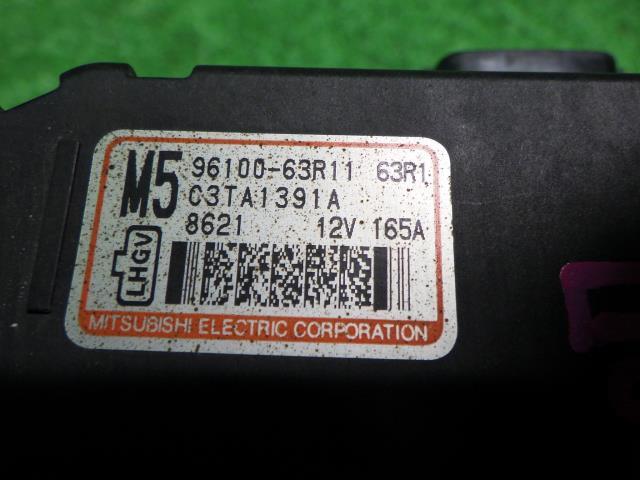 M5 96100-63R11 63R1
C3TA1391A
8621 12V 165A
LHGV
MITSUBISHI ELECTRIC CORPORATION